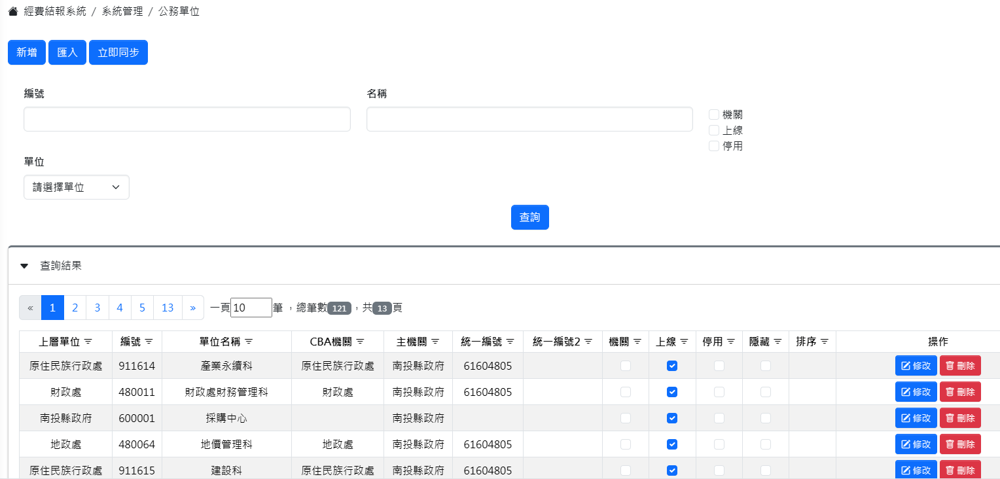 經費結報系統 / 系統管理 / 公務單位
新增 匯入 立即同步
編號 名稱
機關
上線
停用
單位
請選擇單位
查詢
查詢結果
« 1 2 3 4 5 13 » 一頁10筆，總筆數121，共13頁
上層單位 編號 單位名稱 CBA機關 主機關 統一編號 統一編號2 機關 上線 停用 隱藏 排序 操作
原住民族行政處 911614 產業永續科 原住民族行政處 南投縣政府 61604805 修改 刪除
財政處 480011 財政處財務管理科 財政處 南投縣政府 61604805 修改 刪除
南投縣政府 600001 採購中心 南投縣政府 修改 刪除
地政處 480064 地價管理科 地政處 南投縣政府 61604805 修改 刪除
原住民族行政處 911615 建設科 原住民族行政處 南投縣政府 61604805 修改 刪除